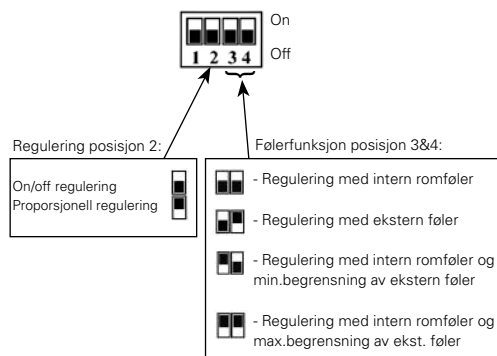 On
1 2 3 4
Off
Regulering posisjon 2:
On/off regulering
Proporsjonell regulering
Følerfunksjon posisjon 3&4:
- Regulering med intern romføler
- Regulering med ekstern føler
- Regulering med intern romføler og
min.begrensning av ekstern føler
- Regulering med intern romføler og
max.begrensning av ekst. føler